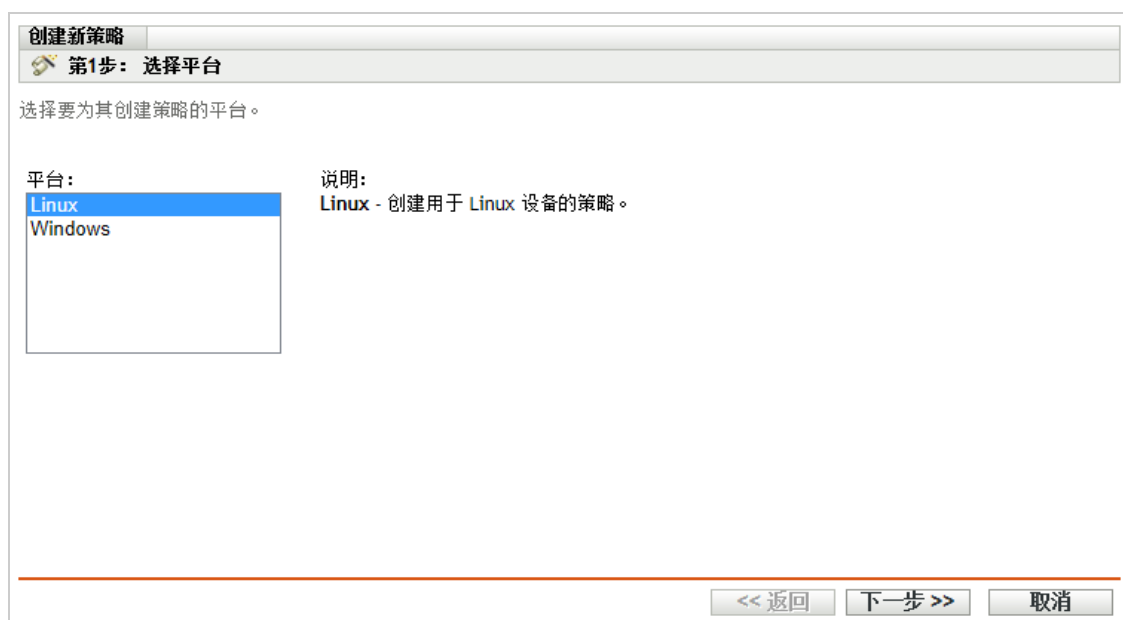 创建新策略
第1步： 选择平台
选择要为其创建策略的平台。
平台： 说明：
Linux Linux - 创建用于 Linux 设备的策略。
Windows
<< 返回 下一步 >> 取消